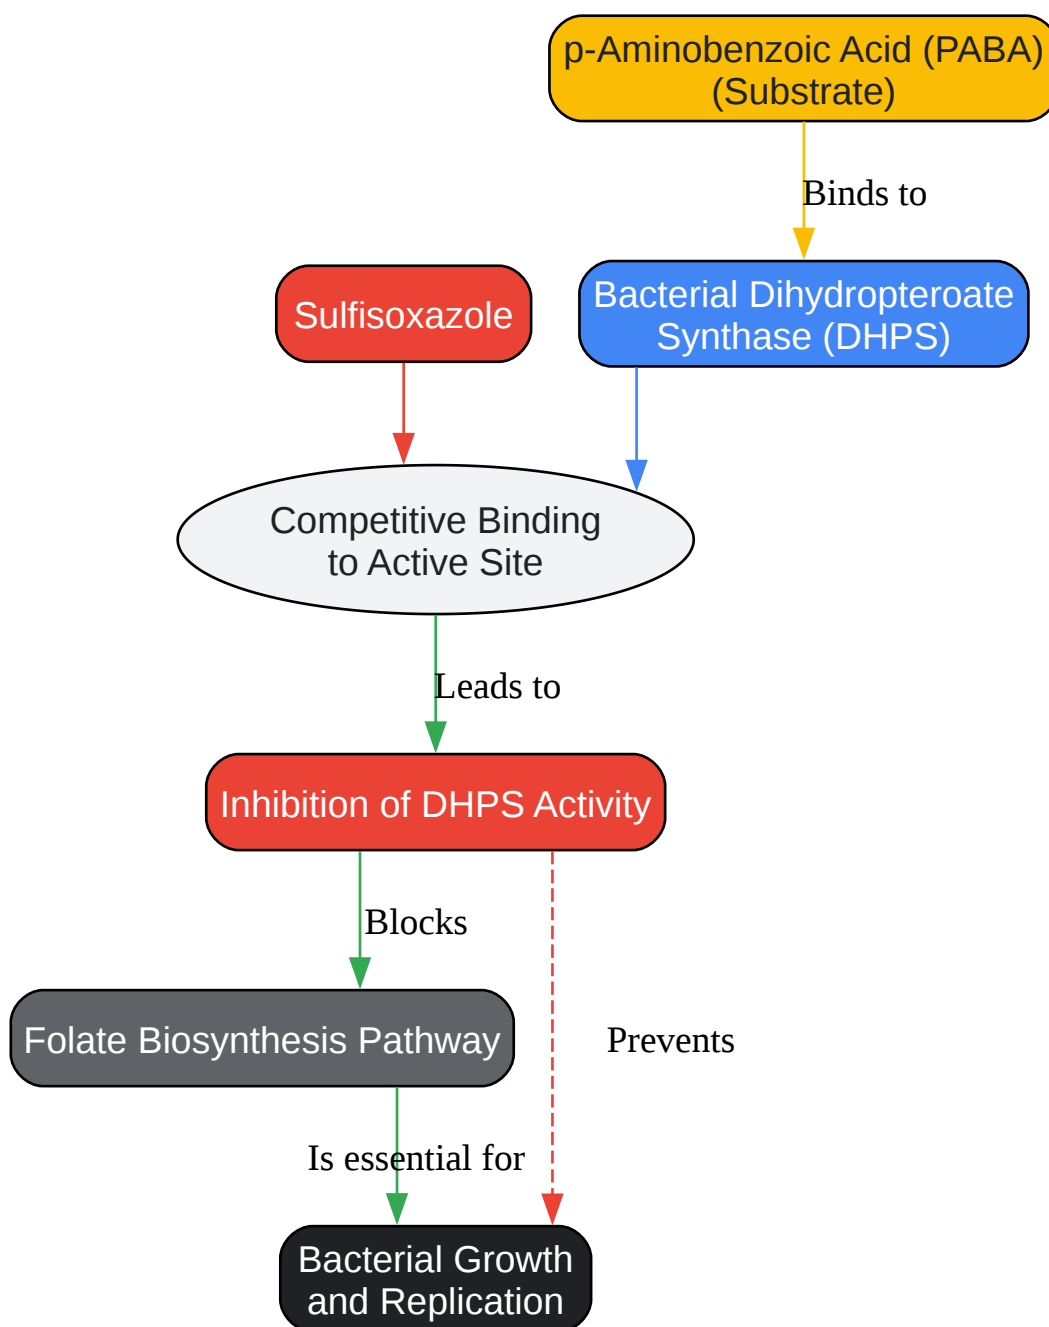 p-Aminobenzoic Acid (PABA)
(Substrate)
Binds to
Sulfisoxazole
Bacterial Dihydropteroate
Synthase (DHPS)
Competitive Binding
to Active Site
Leads to
Inhibition of DHPS Activity
Blocks
Folate Biosynthesis Pathway
Prevents
Is essential for
Bacterial Growth
and Replication